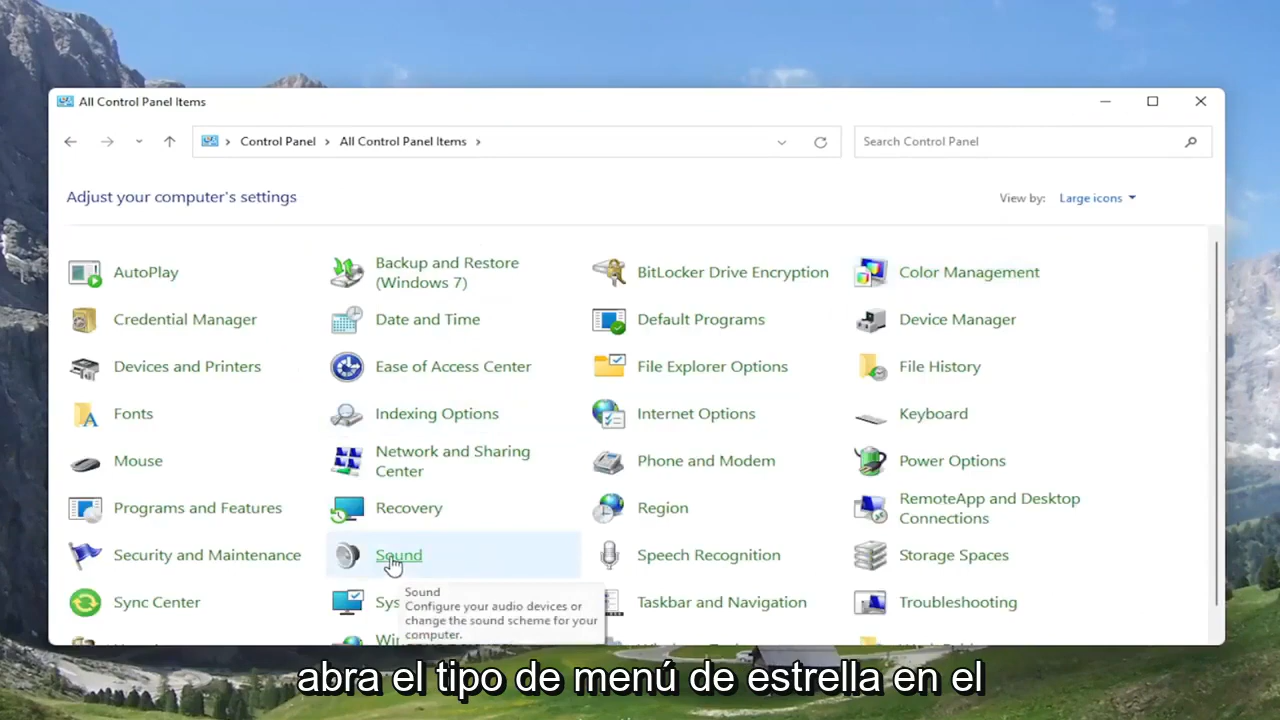 All Control Panel Items
Control Panel > All Control Panel Items >
Search Control Panel
Adjust your computer's settings
View by: Large icons
AutoPlay
Backup and Restore
(Windows 7)
BitLocker Drive Encryption
Color Management
Credential Manager
Date and Time
Default Programs
Device Manager
Devices and Printers
Ease of Access Center
File Explorer Options
File History
Fonts
Indexing Options
Internet Options
Keyboard
Mouse
Network and Sharing
Center
Phone and Modem
Power Options
Programs and Features
Recovery
Region
RemoteApp and Desktop
Connections
Security and Maintenance
Sound
Speech Recognition
Storage Spaces
Sync Center
Sys
Taskbar and Navigation
Troubleshooting
Sound
Configure your audio devices or
change the sound scheme for your
computer.
abra el tipo de menú de estrella en el